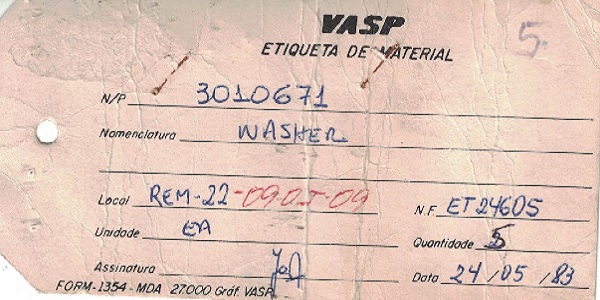 VASP
5
ETIQUETA DE MATERIAL
N/P 3010671
Nomenclatura WASHER
Local REM-22-09-01-09
N.F. ET24605
Unidade EA
Quantidade 5
Assinatura
Data 24/05/83
FORM-1354-MDA 27.000 Gráf. VASP